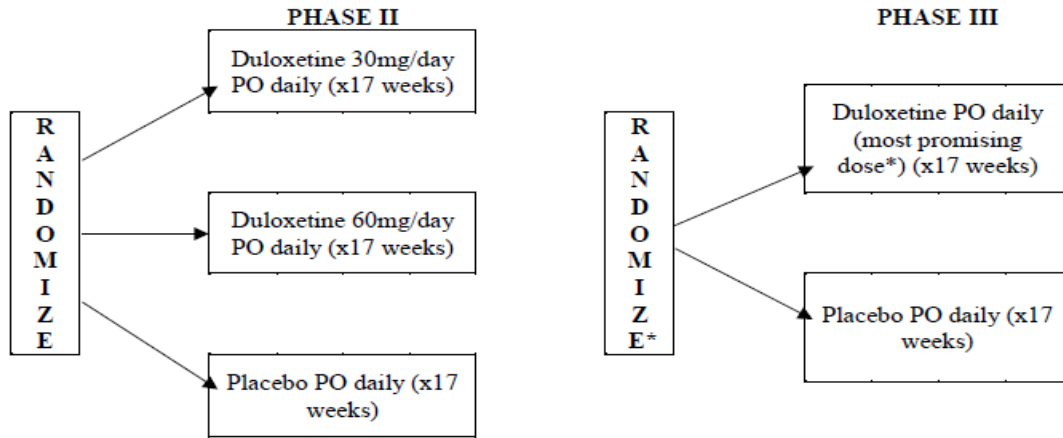 PHASE II
Duloxetine 30mg/day
PO daily (x17 weeks)
R
A
N
D
O
M
I
Z
E
Duloxetine 60mg/day
PO daily (x17 weeks)
Placebo PO daily (x17
weeks)
PHASE III
R
A
N
D
O
M
I
Z
E*
Duloxetine PO daily
(most promising
dose*) (x17 weeks)
Placebo PO daily (x17
weeks)